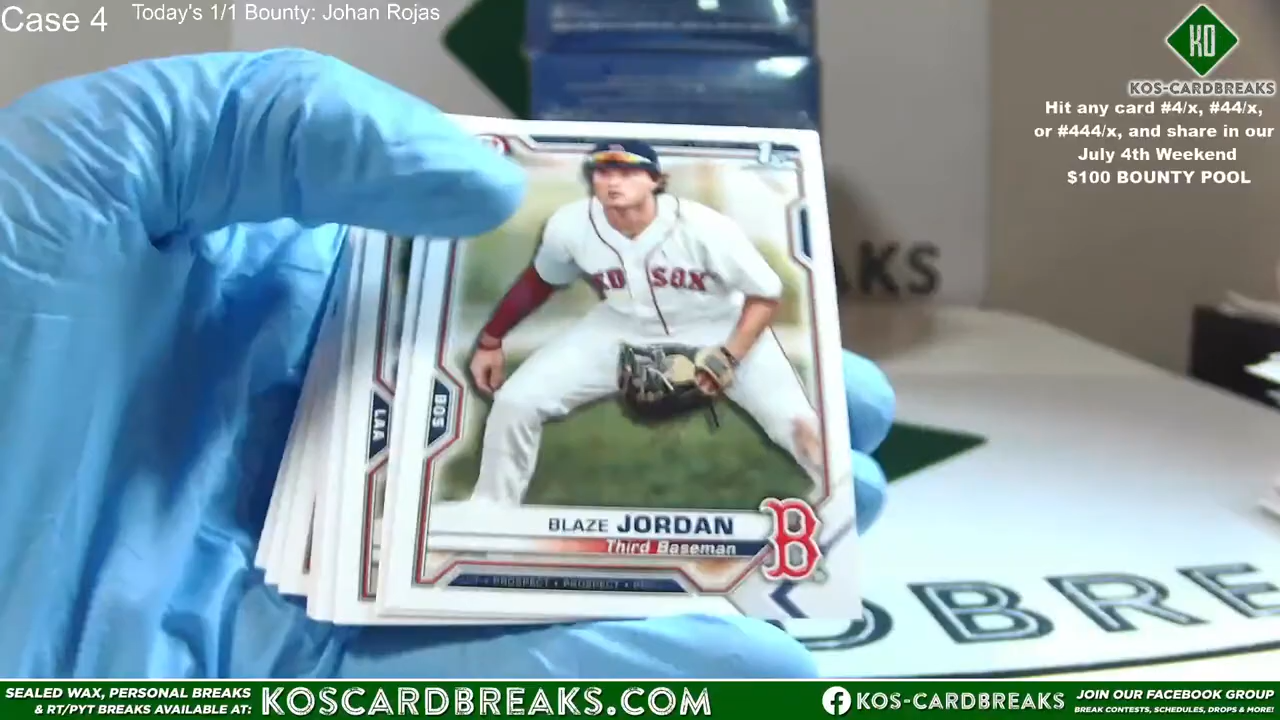 Case 4
Today's 1/1 Bounty: Johan Rojas
KO
KOS-CARDBREAKS
Hit any card #4/x, #44/x,
or #444/x, and share in our
July 4th Weekend
$100 BOUNTY POOL
1st
SOX
BOS
LAA
BLAZE JORDAN
Third Baseman
B
PROSPECT • PROSPECT •
AKS
DBRE
SEALED WAX, PERSONAL BREAKS
& RT/PYT BREAKS AVAILABLE AT:
KOSCARDBREAKS.COM
KOS-CARDBREAKS
JOIN OUR FACEBOOK GROUP
BREAK CONTESTS, SCHEDULES, DROPS & MORE!